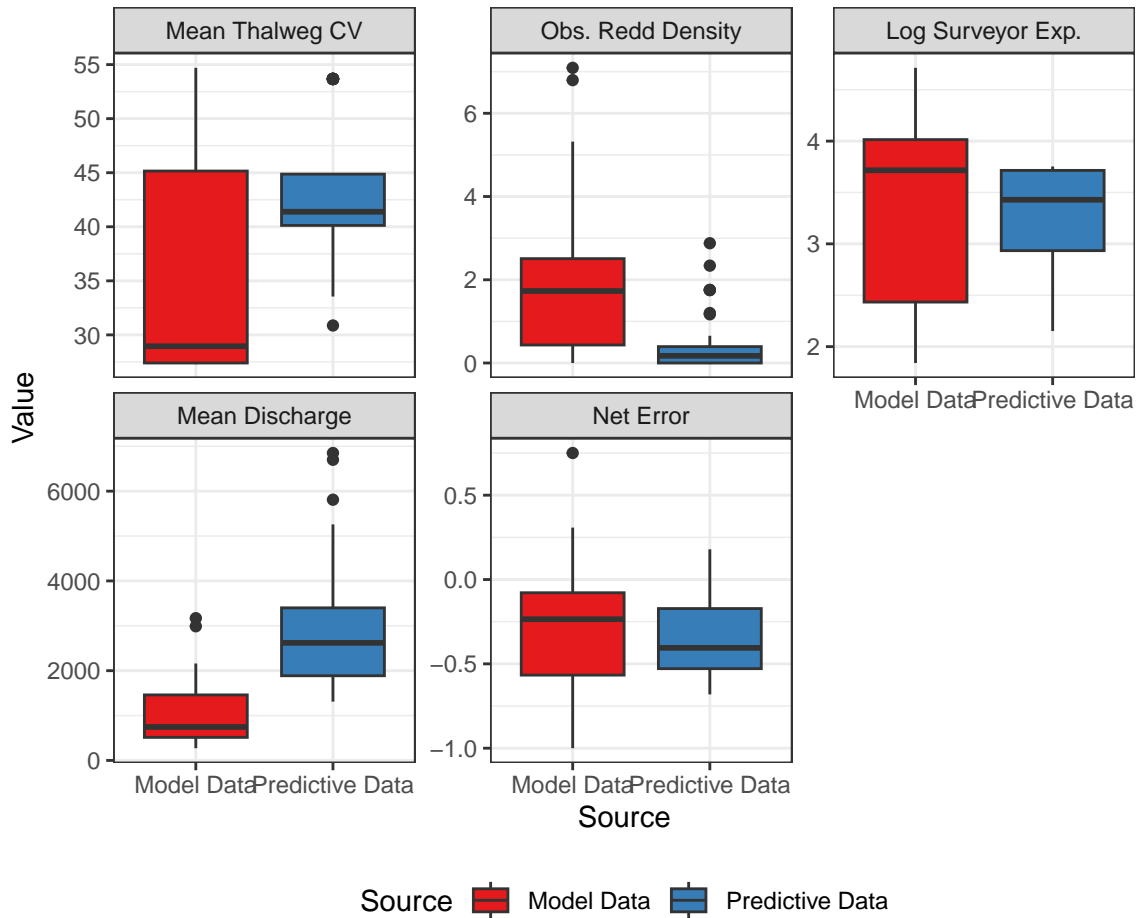 Mean Thalweg CV
Obs. Redd Density
Log Surveyor Exp.
55
50
45
40
35
30
6
4
2
0
4
3
2
Model Data Predictive Data
Mean Discharge
Net Error
6000
4000
2000
0
0.5
0.0
−0.5
−1.0
Model Data Predictive Data
Model Data Predictive Data
Value
Source
Source Model Data Predictive Data